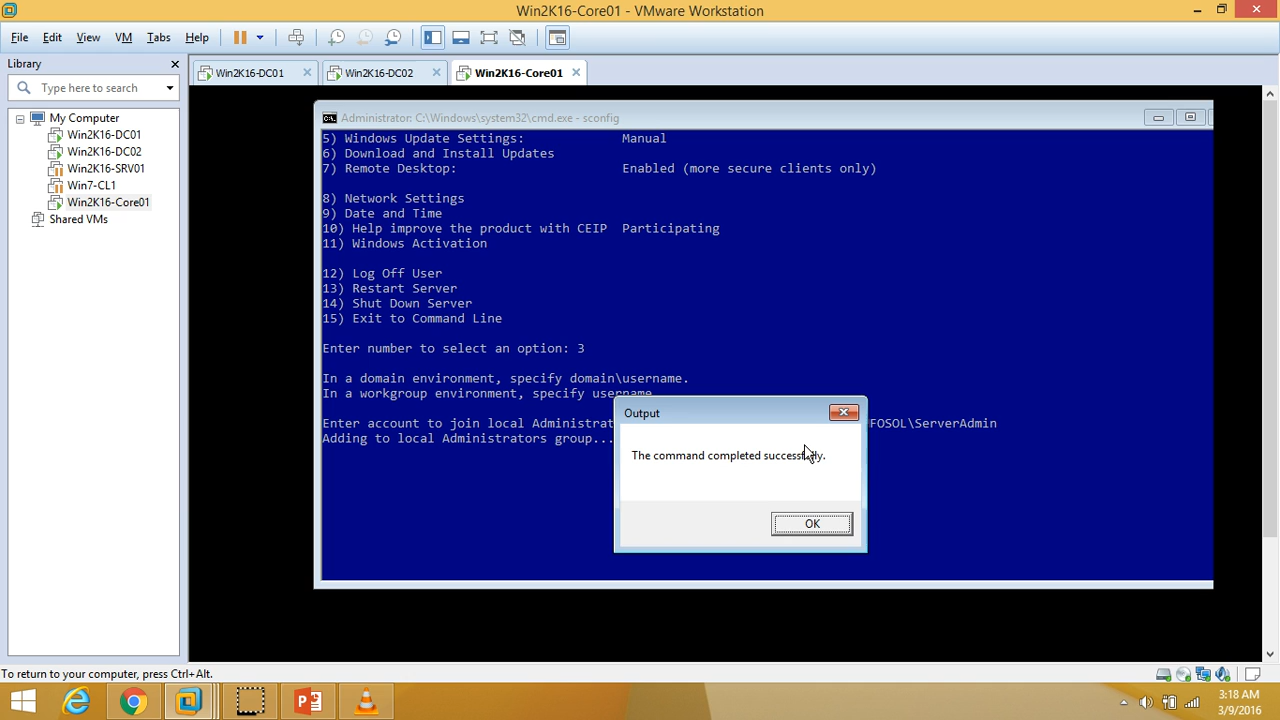 Win2K16-Core01 - VMware Workstation
File Edit View VM Tabs Help
Library
Type here to search
My Computer
Win2K16-DC01
Win2K16-DC02
Win2K16-SRV01
Win7-CL1
Win2K16-Core01
Shared VMs
Win2K16-DC01 Win2K16-DC02 Win2K16-Core01
Administrator: C:\Windows\system32\cmd.exe - sconfig
5) Windows Update Settings: Manual
6) Download and Install Updates
7) Remote Desktop: Enabled (more secure clients only)
8) Network Settings
9) Date and Time
10) Help improve the product with CEIP Participating
11) Windows Activation
12) Log Off User
13) Restart Server
14) Shut Down Server
15) Exit to Command Line
Enter number to select an option: 3
In a domain environment, specify domain\username.
In a workgroup environment, specify username
Enter account to join local Administrat FOSOL\ServerAdmin
Adding to local Administrators group...
Output
The command completed successfully.
OK
To return to your computer, press Ctrl+Alt.
3:18 AM
3/9/2016